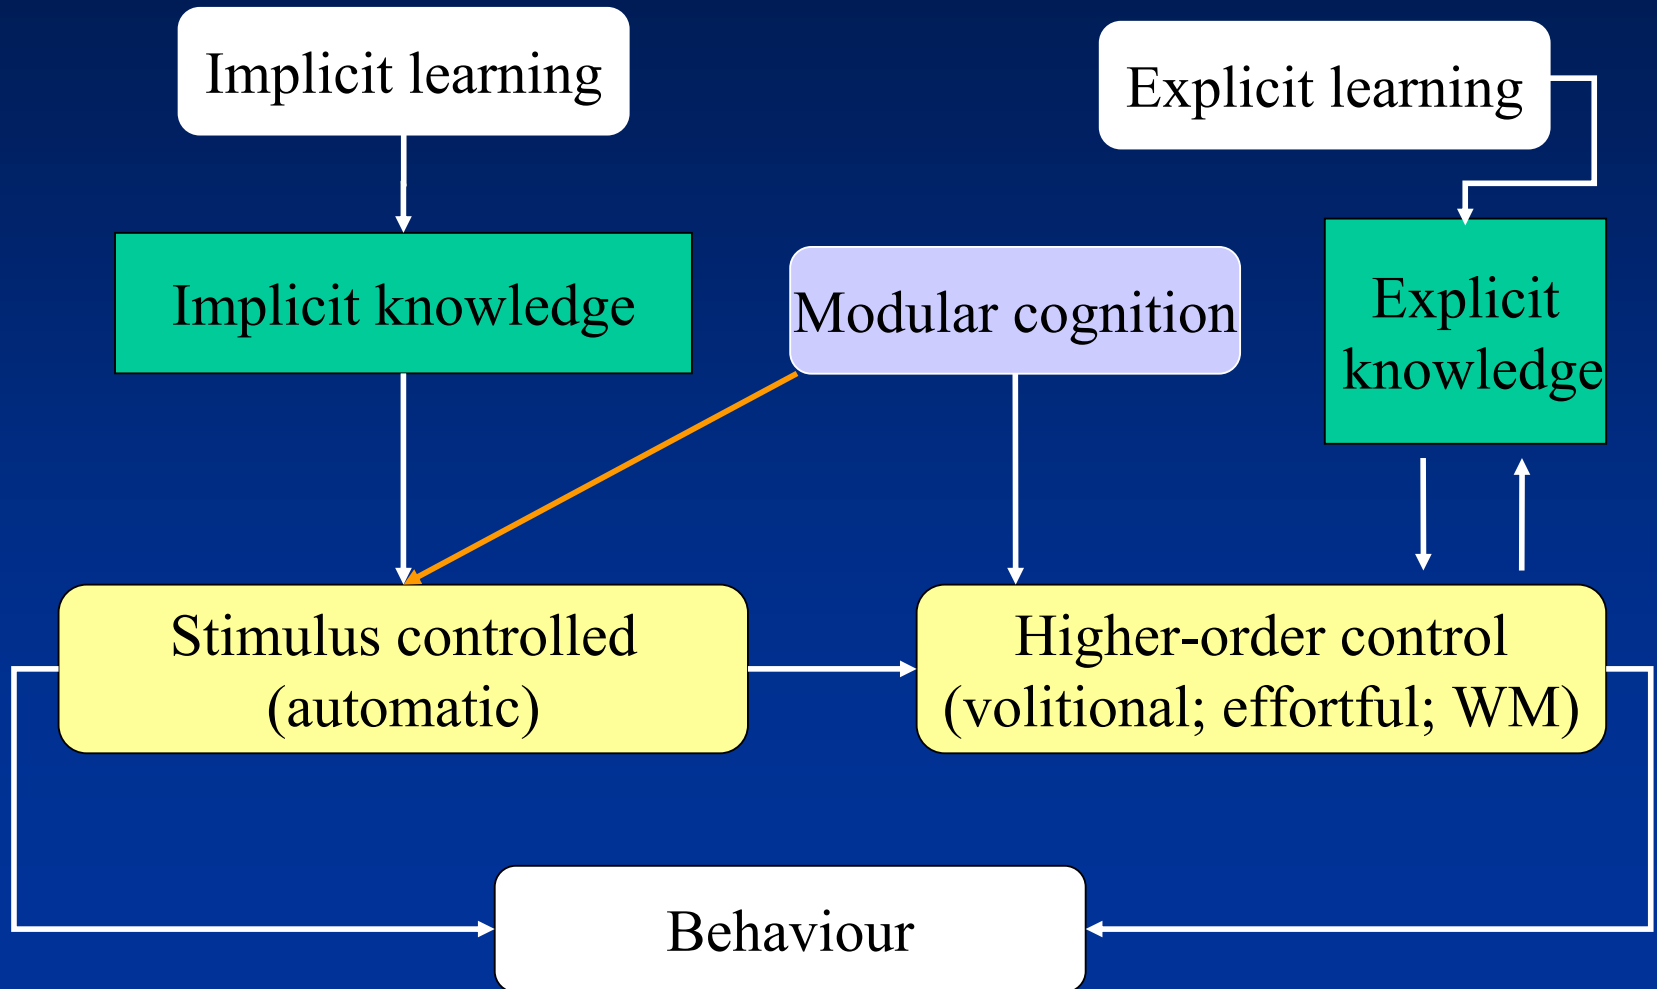 Implicit learning
Explicit learning
Implicit knowledge
Modular cognition
Explicit
knowledge
Stimulus controlled
(automatic)
Higher-order control
(volitional; effortful; WM)
Behaviour